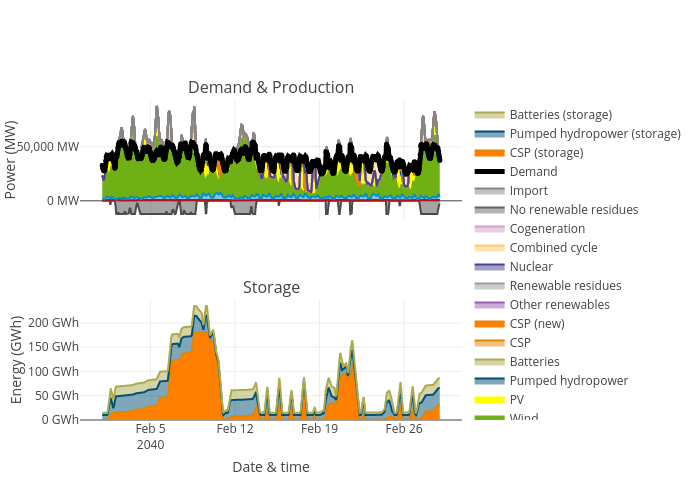 Demand & Production
Power (MW)
50,000 MW
0 MW
Storage
Energy (GWh)
200 GWh
150 GWh
100 GWh
50 GWh
0 GWh
Feb 5
2040
Feb 12
Feb 19
Feb 26
Date & time
Batteries (storage)
Pumped hydropower (storage)
CSP (storage)
Demand
Import
No renewable residues
Cogeneration
Combined cycle
Nuclear
Renewable residues
Other renewables
CSP (new)
CSP
Batteries
Pumped hydropower
PV
Wind